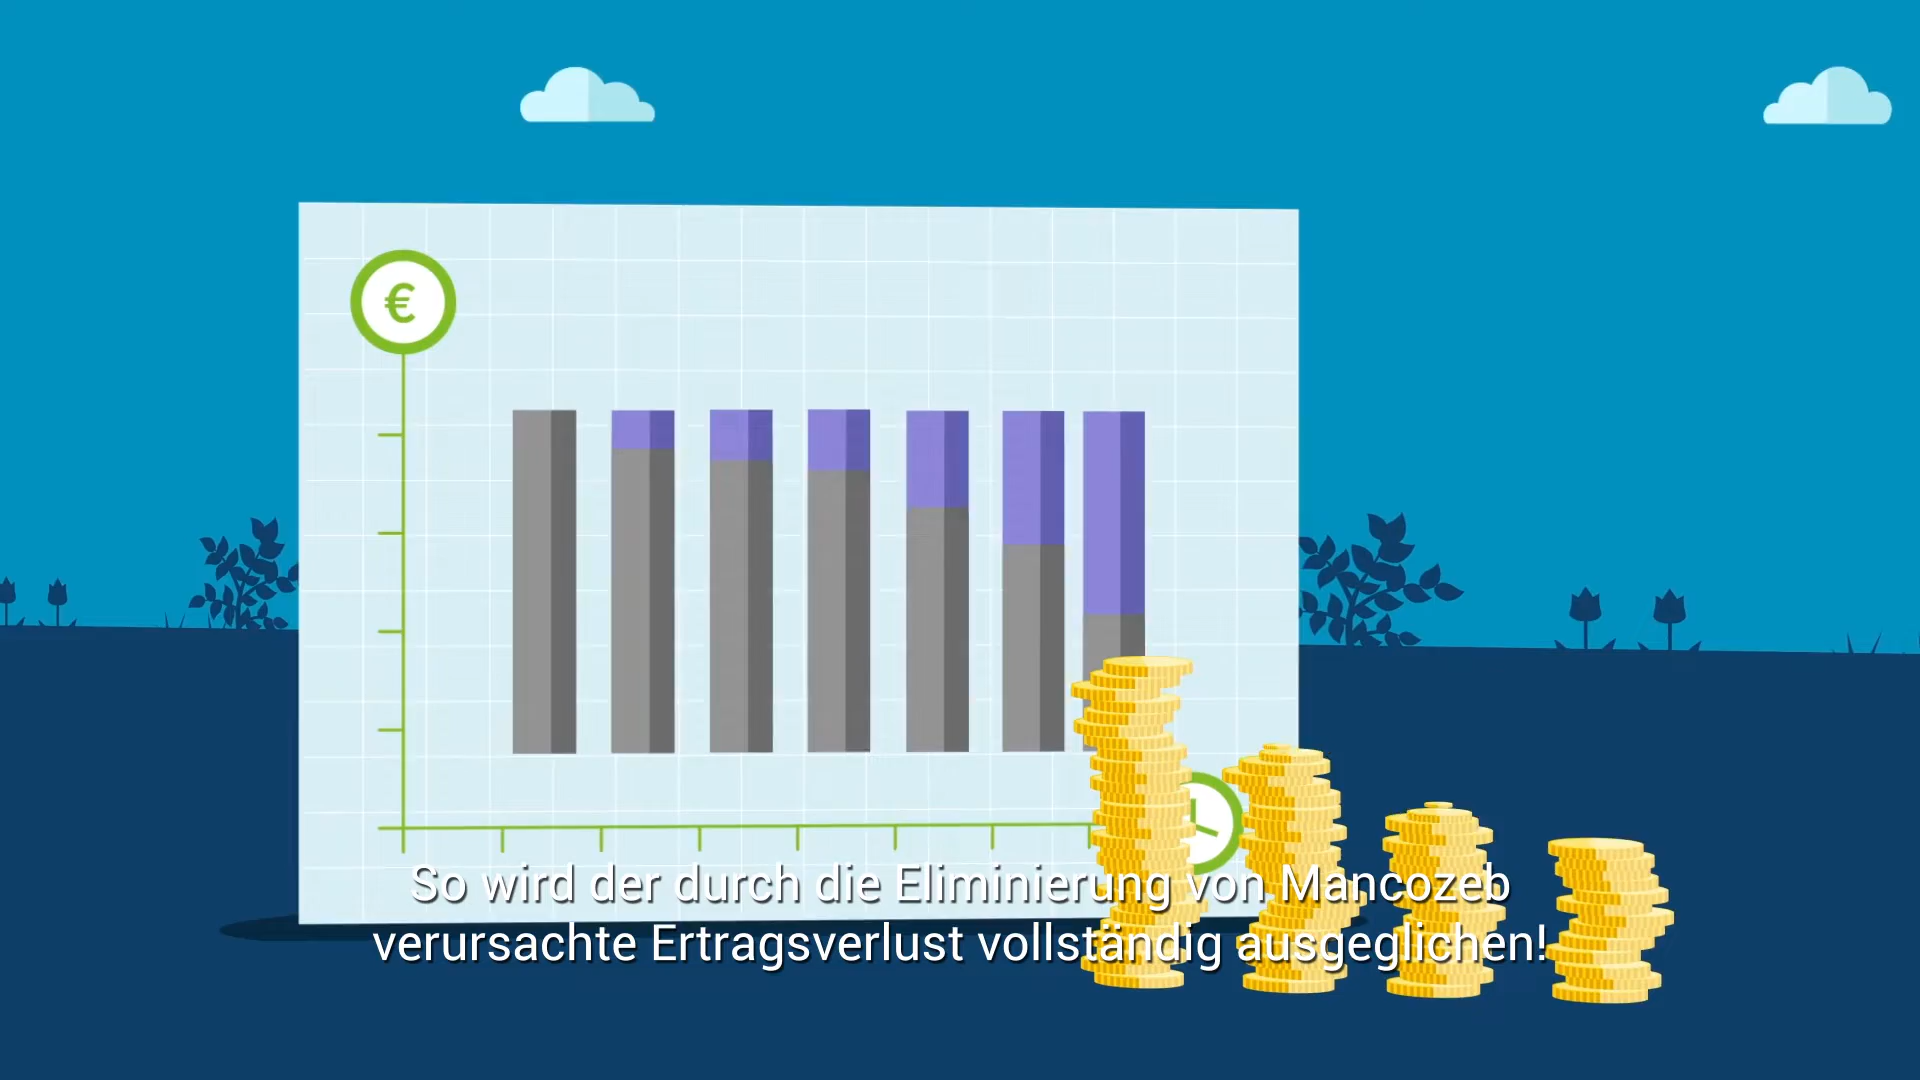 €
So wird der durch die Eliminierung von Mancozeb
verursachte Ertragsverlust vollständig ausgeglichen!